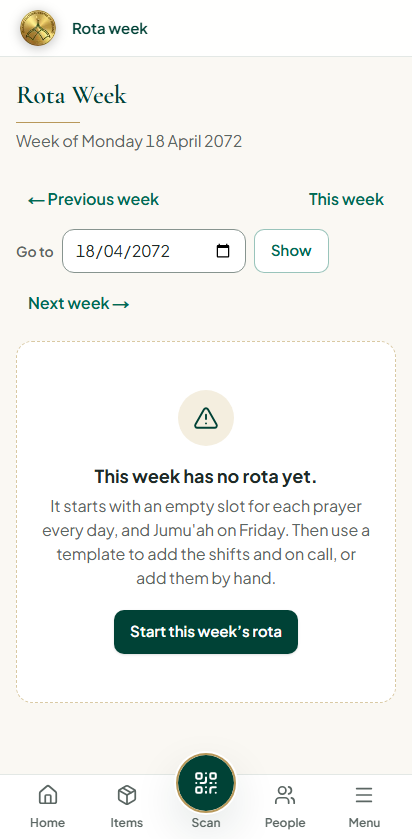 Rota week
Rota Week
Week of Monday 18 April 2072
← Previous week
This week
Go to
18/04/2072
Show
Next week →
This week has no rota yet.
It starts with an empty slot for each prayer
every day, and Jumu'ah on Friday. Then use a
template to add the shifts and on call, or
add them by hand.
Start this week’s rota
Home
Items
Scan
People
Menu